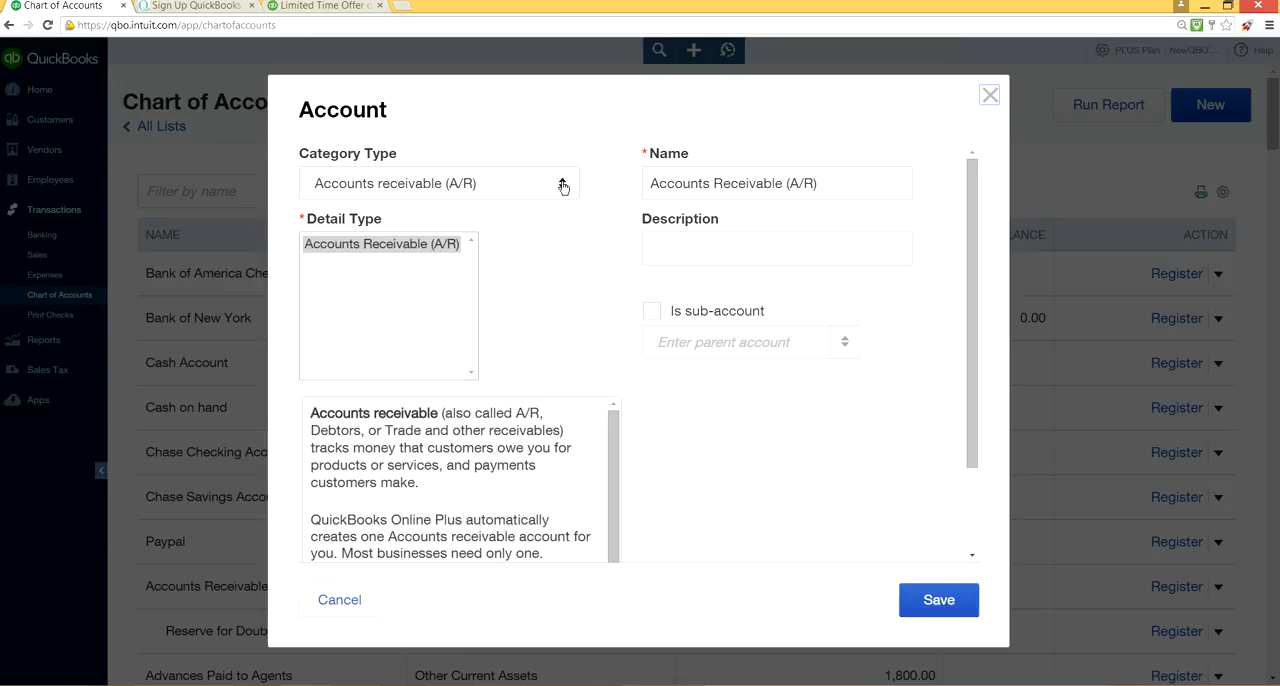 Chart of Accounts
Sign Up QuickBooks
Limited Time Offer o
https://qbo.intuit.com/app/chartofaccounts
qb QuickBooks
PLUS Plan - NewQBO....
Help
Home
Customers
Vendors
Employees
Transactions
Banking
Sales
Expenses
Chart of Accounts
Print Checks
Reports
Sales Tax
Apps
Chart of Acco
All Lists
Run Report
New
Filter by name
NAME
LANCE
ACTION
Bank of America Che
Register
Bank of New York
0.00
Register
Cash Account
Register
Cash on hand
Register
Chase Checking Acc
Register
Chase Savings Acco
Register
Paypal
Register
Accounts Receivable
Register
Reserve for Doub
Register
Advances Paid to Agents
Other Current Assets
1,800.00
Register
Account
Category Type
Accounts receivable (A/R)
* Detail Type
Accounts Receivable (A/R)
Accounts receivable (also called A/R,
Debtors, or Trade and other receivables)
tracks money that customers owe you for
products or services, and payments
customers make.
QuickBooks Online Plus automatically
creates one Accounts receivable account for
you. Most businesses need only one.
* Name
Accounts Receivable (A/R)
Description
Is sub-account
Enter parent account
Cancel
Save